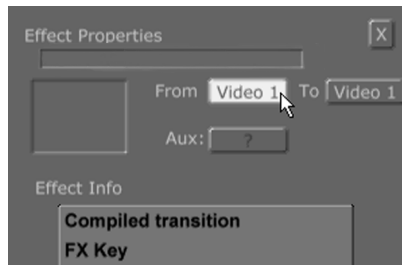 Effect Properties X
From Video 1 To Video 1
Aux: ?
Effect Info
Compiled transition
FX Key